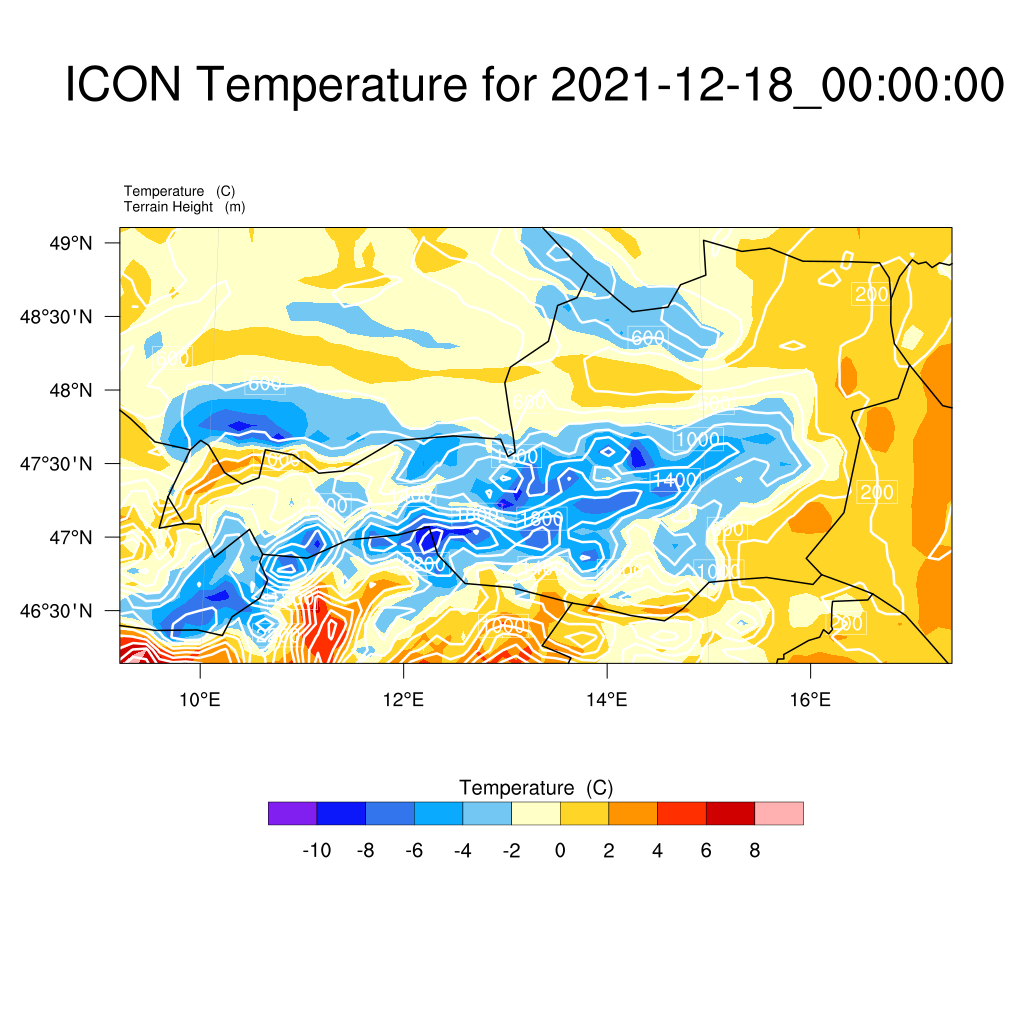 ICON Temperature for 2021-12-18_00:00:00
Temperature (C)
Terrain Height (m)
49°N
200
48°30'N
600
48°N
600
1000
47°30'N
1400
200
1800
47°N
1000
46°30'N
1000
200
10°E 12°E 14°E 16°E
Temperature (C)
-10 -8 -6 -4 -2 0 2 4 6 8